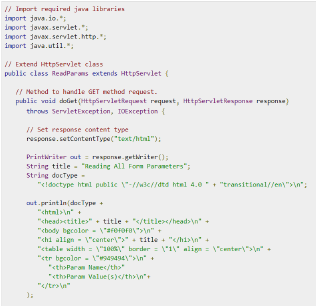 // Import required java libraries
import java.io.*;
import javax.servlet.*;
import javax.servlet.http.*;
import java.util.*;
// Extend HttpServlet class
public class ReadParams extends HttpServlet {
// Method to handle GET method request.
public void doGet(HttpServletRequest request, HttpServletResponse response)
throws ServletException, IOException {
// Set response content type
response.setContentType("text/html");
PrintWriter out = response.getWriter();
String title = "Reading All Form Parameters";
String docType =
"<!doctype html public \"-//w3c//dtd html 4.0 " + "transitional//en\">\n";
out.println(docType +
"<html>\n" +
"<head><title>" + title + "</title></head>\n" +
"<body bgcolor = \"#f0f0f0\">\n" +
"<h1 align = \"center\">" + title + "</h1>\n" +
"<table width = \"100%\" border = \"1\" align = \"center\">\n" +
"<tr bgcolor = \"#949494\">\n" +
"<th>Param Name</th>"
"<th>Param Value(s)</th>\n"+
"</tr>\n"
);